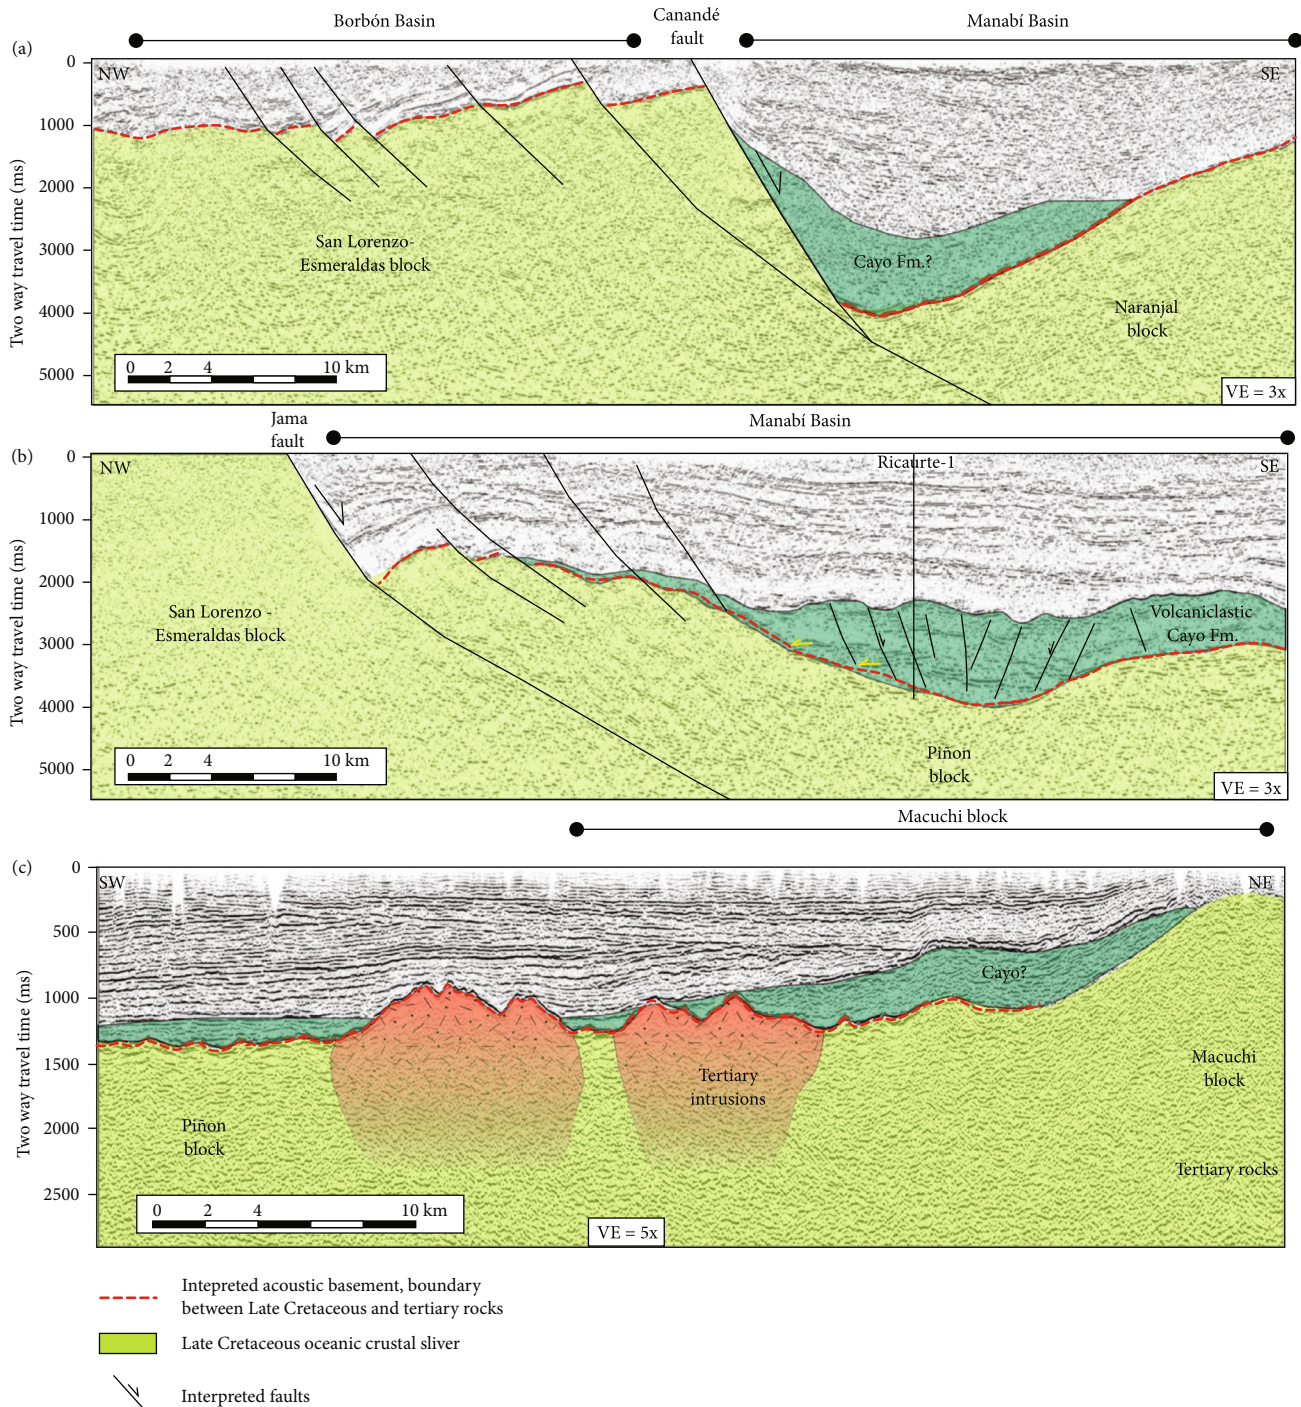 Borbón Basin
Canandé
fault
Manabí Basin
(a)
NW
SE
0
1000
2000
3000
4000
5000
Two way travel time (ms)
San Lorenzo-
Esmeraldas block
Cayo Fm.?
Naranjal
block
0 2 4 10 km
VE = 3x
Jama
fault
Manabí Basin
(b)
NW
Ricaurte-1
SE
0
1000
2000
3000
4000
5000
Two way travel time (ms)
San Lorenzo -
Esmeraldas block
Volcaniclastic
Cayo Fm.
Piñon
block
0 2 4 10 km
VE = 3x
Macuchi block
(c)
SW
NE
0
500
1000
1500
2000
2500
Two way travel time (ms)
Cayo?
Tertiary
intrusions
Macuchi
block
Piñon
block
Tertiary rocks
0 2 4 10 km
VE = 5x
Intepreted acoustic basement, boundary
between Late Cretaceous and tertiary rocks
Late Cretaceous oceanic crustal sliver
Interpreted faults